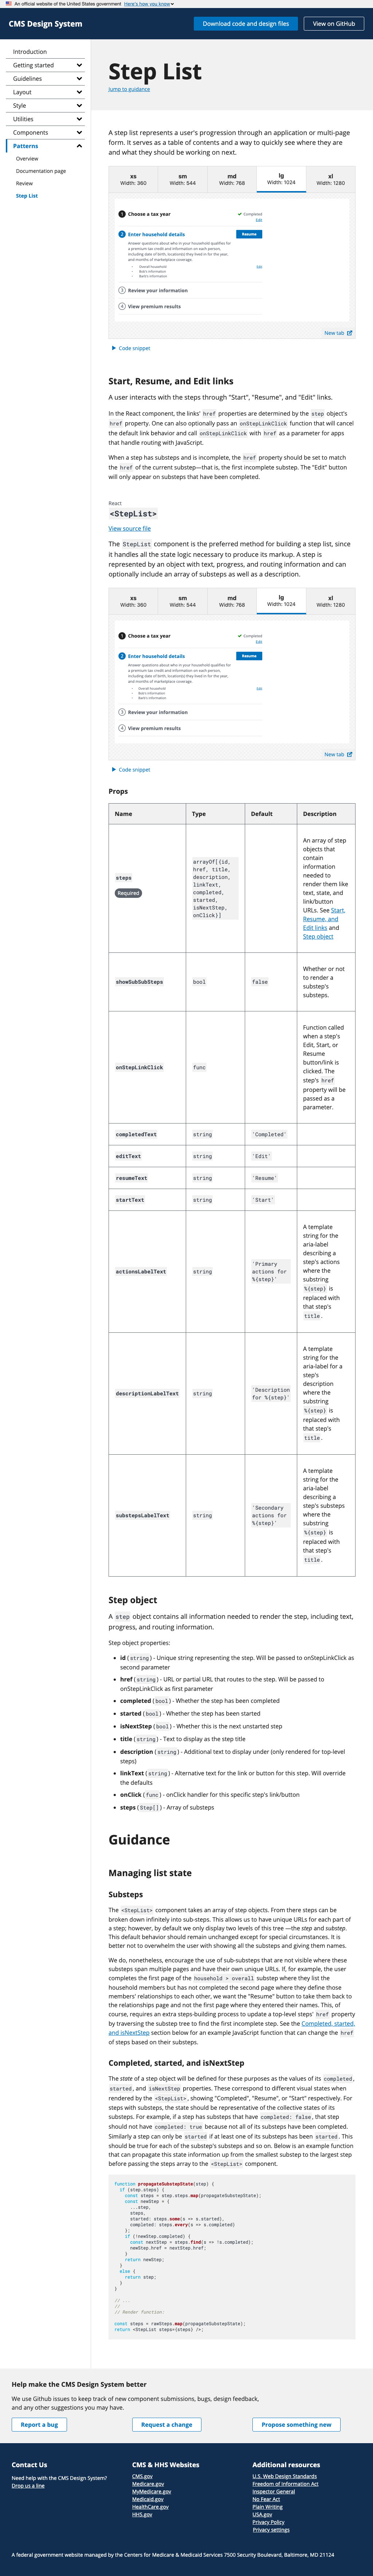 An official website of the United States government Here's how you know
CMS Design System
Download code and design files
View on GitHub
Introduction
Getting started
Guidelines
Layout
Style
Utilities
Components
Patterns
Overview
Documentation page
Review
Step List
Step List
Jump to guidance
A step list represents a user's progression through an application or multi-page
form. It serves as a table of contents and a way to quickly see where they are
and what they should be working on next.
xs
Width: 360
sm
Width: 544
md
Width: 768
lg
Width: 1024
xl
Width: 1280
1 Choose a tax year
Completed
Edit
2 Enter household details
Resume
Answer questions about who in your household qualifies for
a premium tax credit and cost-sharing reductions,
including date of birth, location(s) they lived in for the year,
and months of marketplace coverage.
Overall household
Bob's information
Barb's information
Edit
3 Review your information
4 View premium results
New tab
Code snippet
Start, Resume, and Edit links
A user interacts with the steps through "Start", "Resume", and "Edit" links.
In the React component, the links' href properties are determined by the step object's
href property. One can also optionally pass an onStepLinkClick function that will cancel
the default link behavior and call onStepLinkClick with href as a parameter for apps
that handle routing with JavaScript.
When a step has substeps and is incomplete, the href property should be set to match
the href of the current substep—that is, the first incomplete substep. The "Edit" button
will only appear on substeps that have been completed.
React
<StepList>
View source file
The StepList component is the preferred method for building a step list, since
it handles all the state logic necessary to produce its markup. A step is
represented by an object with text, progress, and routing information and can
optionally include an array of substeps as well as a description.
xs
Width: 360
sm
Width: 544
md
Width: 768
lg
Width: 1024
xl
Width: 1280
1 Choose a tax year
Completed
Edit
2 Enter household details
Resume
Answer questions about who in your household qualifies for
a premium tax credit and cost-sharing reductions,
including date of birth, location(s) they lived in for the year,
and months of marketplace coverage.
Overall household
Bob's information
Barb's information
Edit
3 Review your information
4 View premium results
New tab
Code snippet
Props
Name Type Default Description
steps
Required
arrayOf[{id,
href, title,
description,
linkText,
completed,
started,
isNextStep,
onClick}]
An array of step
objects that
contain
information
needed to
render them like
text, state, and
link/button
URLs. See Start,
Resume, and
Edit links and
Step object
showSubSubSteps bool false
Whether or not
to render a
substep's
substeps.
onStepLinkClick func
Function called
when a step's
Edit, Start, or
Resume
button/link is
clicked. The
step's href
property will be
passed as a
parameter.
completedText string 'Completed'
editText string 'Edit'
resumeText string 'Resume'
startText string 'Start'
actionsLabelText string
'Primary
actions for
%{step}'
A template
string for the
aria-label
describing a
step's actions
where the
substring
%{step} is
replaced with
that step's
title.
descriptionLabelText string
'Description
for %{step}'
A template
string for the
aria-label for a
step's
description
where the
substring
%{step} is
replaced with
that step's
title.
substepsLabelText string
'Secondary
actions for
%{step}'
A template
string for the
aria-label
describing a
step's substeps
where the
substring
%{step} is
replaced with
that step's
title.
Step object
A step object contains all information needed to render the step, including text,
progress, and routing information.
Step object properties:
id (string) - Unique string representing the step. Will be passed to onStepLinkClick as
second parameter
href (string) - URL or partial URL that routes to the step. Will be passed to
onStepLinkClick as first parameter
completed (bool) - Whether the step has been completed
started (bool) - Whether the step has been started
isNextStep (bool) - Whether this is the next unstarted step
title (string) - Text to display as the step title
description (string) - Additional text to display under (only rendered for top-level
steps)
linkText (string) - Alternative text for the link or button for this step. Will override
the defaults
onClick (func) - onClick handler for this specific step's link/button
steps (Step[]) - Array of substeps
Guidance
Managing list state
Substeps
The <StepList> component takes an array of step objects. From there steps can be
broken down infinitely into sub-steps. This allows us to have unique URLs for each part of
a step; however, by default we only display two levels of this tree —the step and substep.
This default behavior should remain unchanged except for special circumstances. It is
better to not overwhelm the user with showing all the substeps and giving them names.
We do, nonetheless, encourage the use of sub-substeps that are not visible where these
substeps span multiple pages and have their own unique URLs. If, for example, the user
completes the first page of the household > overall substep where they list the
household members but has not completed the second page where they define those
members' relationships to each other, we want the "Resume" button to take them back to
the relationships page and not the first page that they've already entered names. This, of
course, requires an extra processing step to update a top-level steps' href property
by traversing the substep tree to find the first incomplete step. See the Completed, started,
and isNextStep section below for an example JavaScript function that can change the href
of steps based on their substeps.
Completed, started, and isNextStep
The state of a step object will be defined for these purposes as the values of its completed,
started, and isNextStep properties. These correspond to different visual states when
rendered by the <StepList>, showing "Completed", "Resume", or "Start" respectively. For
steps with substeps, the state should be representative of the collective states of its
substeps. For example, if a step has substeps that have completed: false, that step
should not have completed: true because not all of its substeps have been completed.
Similarly a step can only be started if at least one of its substeps has been started. This
should be true for each of the substep's substeps and so on. Below is an example function
that can propagate this state information up from the smallest substep to the largest step
before passing the steps array to the <StepList> component.
function propagateSubstepState(step) {
if (step.steps) {
const steps = step.steps.map(propagateSubstepState);
const newStep = {
...step,
steps,
started: steps.some(s => s.started),
completed: steps.every(s => s.completed)
};
if (!newStep.completed) {
const nextStep = steps.find(s => !s.completed);
newStep.href = nextStep.href;
}
return newStep;
}
else {
return step;
}
}
// ...
//
// Render function:
const steps = rawSteps.map(propagateSubstepState);
return <StepList steps={steps} />;
Help make the CMS Design System better
We use Github issues to keep track of new component submissions, bugs, design feedback,
and any other suggestions you may have.
Report a bug
Request a change
Propose something new
Contact Us
Need help with the CMS Design System?
Drop us a line
CMS & HHS Websites
CMS.gov
Medicare.gov
MyMedicare.gov
Medicaid.gov
HealthCare.gov
HHS.gov
Additional resources
U.S. Web Design Standards
Freedom of Information Act
Inspector General
No Fear Act
Plain Writing
USA.gov
Privacy Policy
Privacy settings
A federal government website managed by the Centers for Medicare & Medicaid Services 7500 Security Boulevard, Baltimore, MD 21124